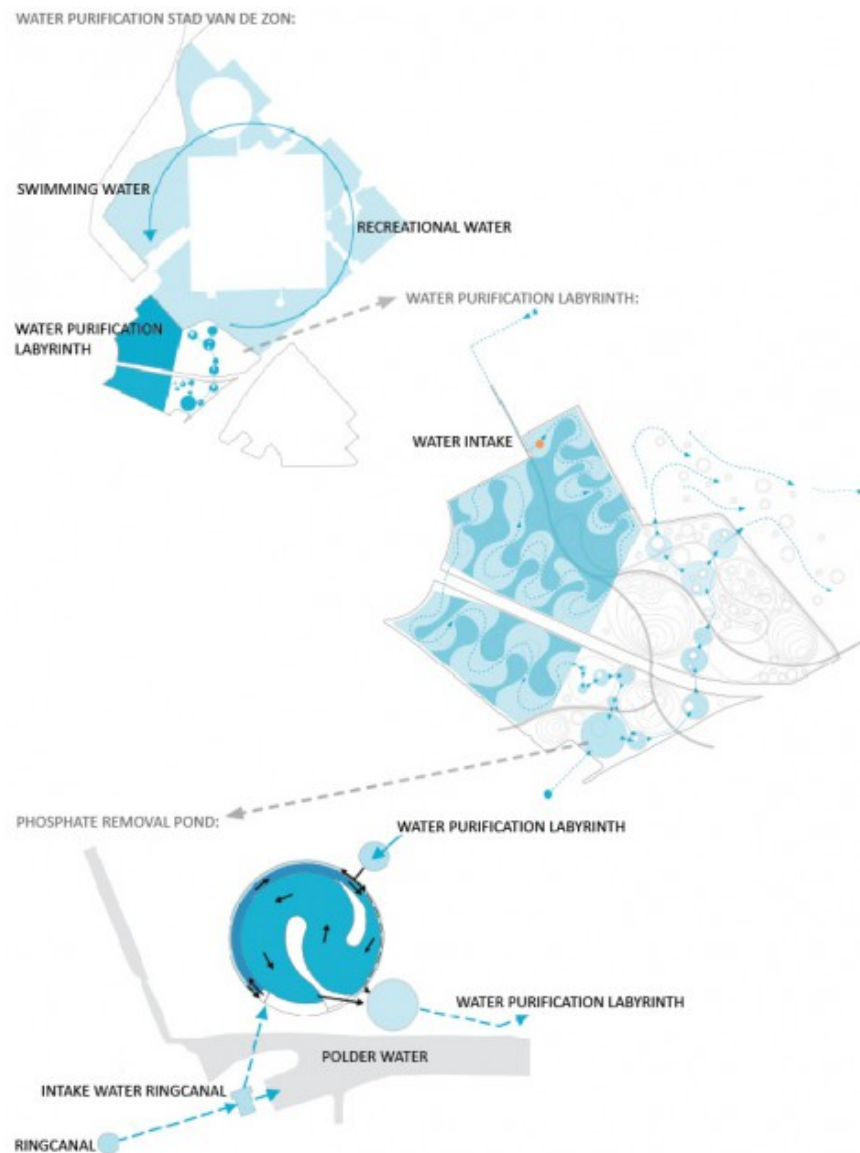 WATER PURIFICATION STAD VAN DE ZON:
SWIMMING WATER
RECREATIONAL WATER
WATER PURIFICATION LABYRINTH:
WATER PURIFICATION
LABYRINTH
WATER INTAKE
PHOSPHATE REMOVAL POND:
WATER PURIFICATION LABYRINTH
WATER PURIFICATION LABYRINTH
POLDER WATER
INTAKE WATER RINGCANAL
RINGCANAL